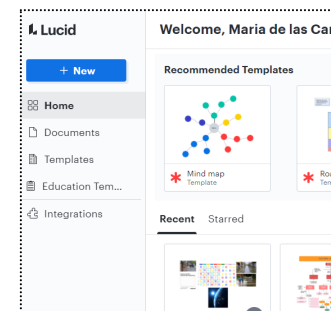 Lucid
Welcome, Maria de las Ca
+ New
Recommended Templates
Home
Documents
Templates
Education Tem...
Integrations
Mind map
Template
Recent Starred